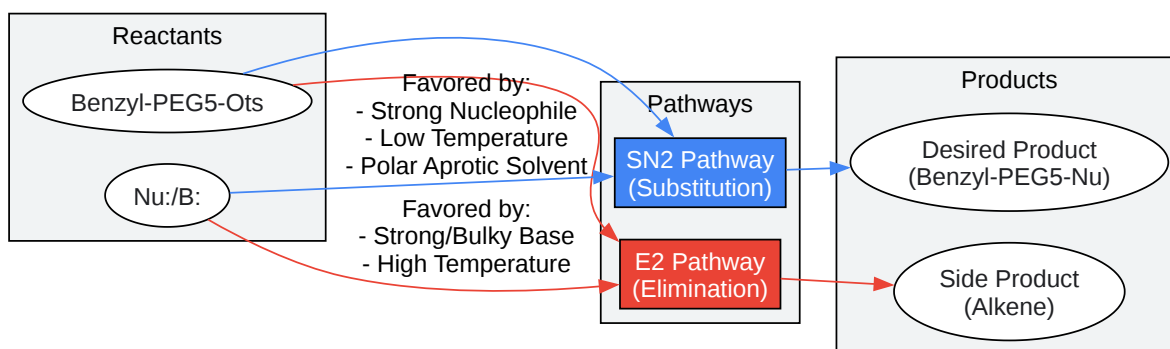 Reactants
Benzyl-PEG5-Ots
Nu:/B:
Favored by:
- Strong Nucleophile
- Low Temperature
- Polar Aprotic Solvent
Favored by:
- Strong/Bulky Base
- High Temperature
Pathways
SN2 Pathway
(Substitution)
E2 Pathway
(Elimination)
Products
Desired Product
(Benzyl-PEG5-Nu)
Side Product
(Alkene)